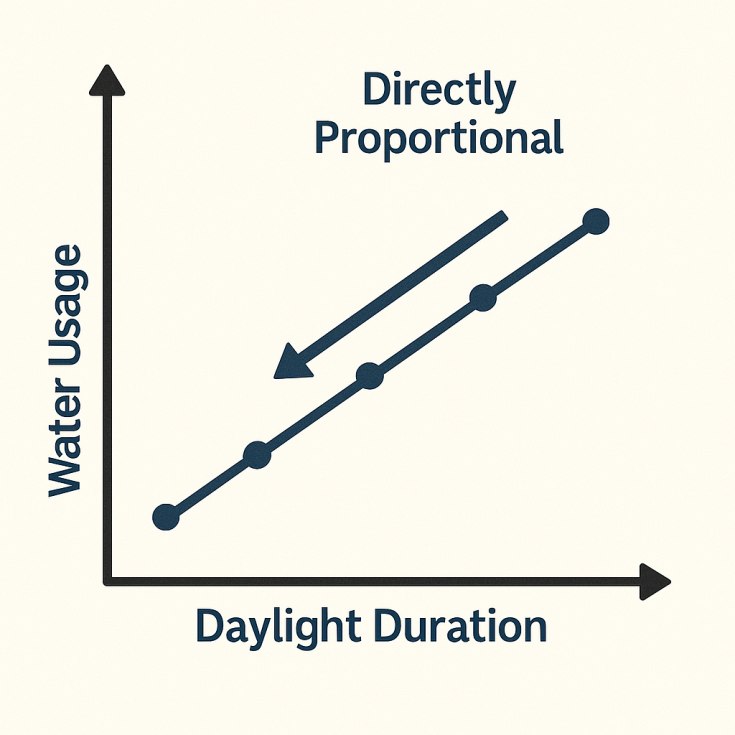 Directly
Proportional
Water Usage
Daylight Duration